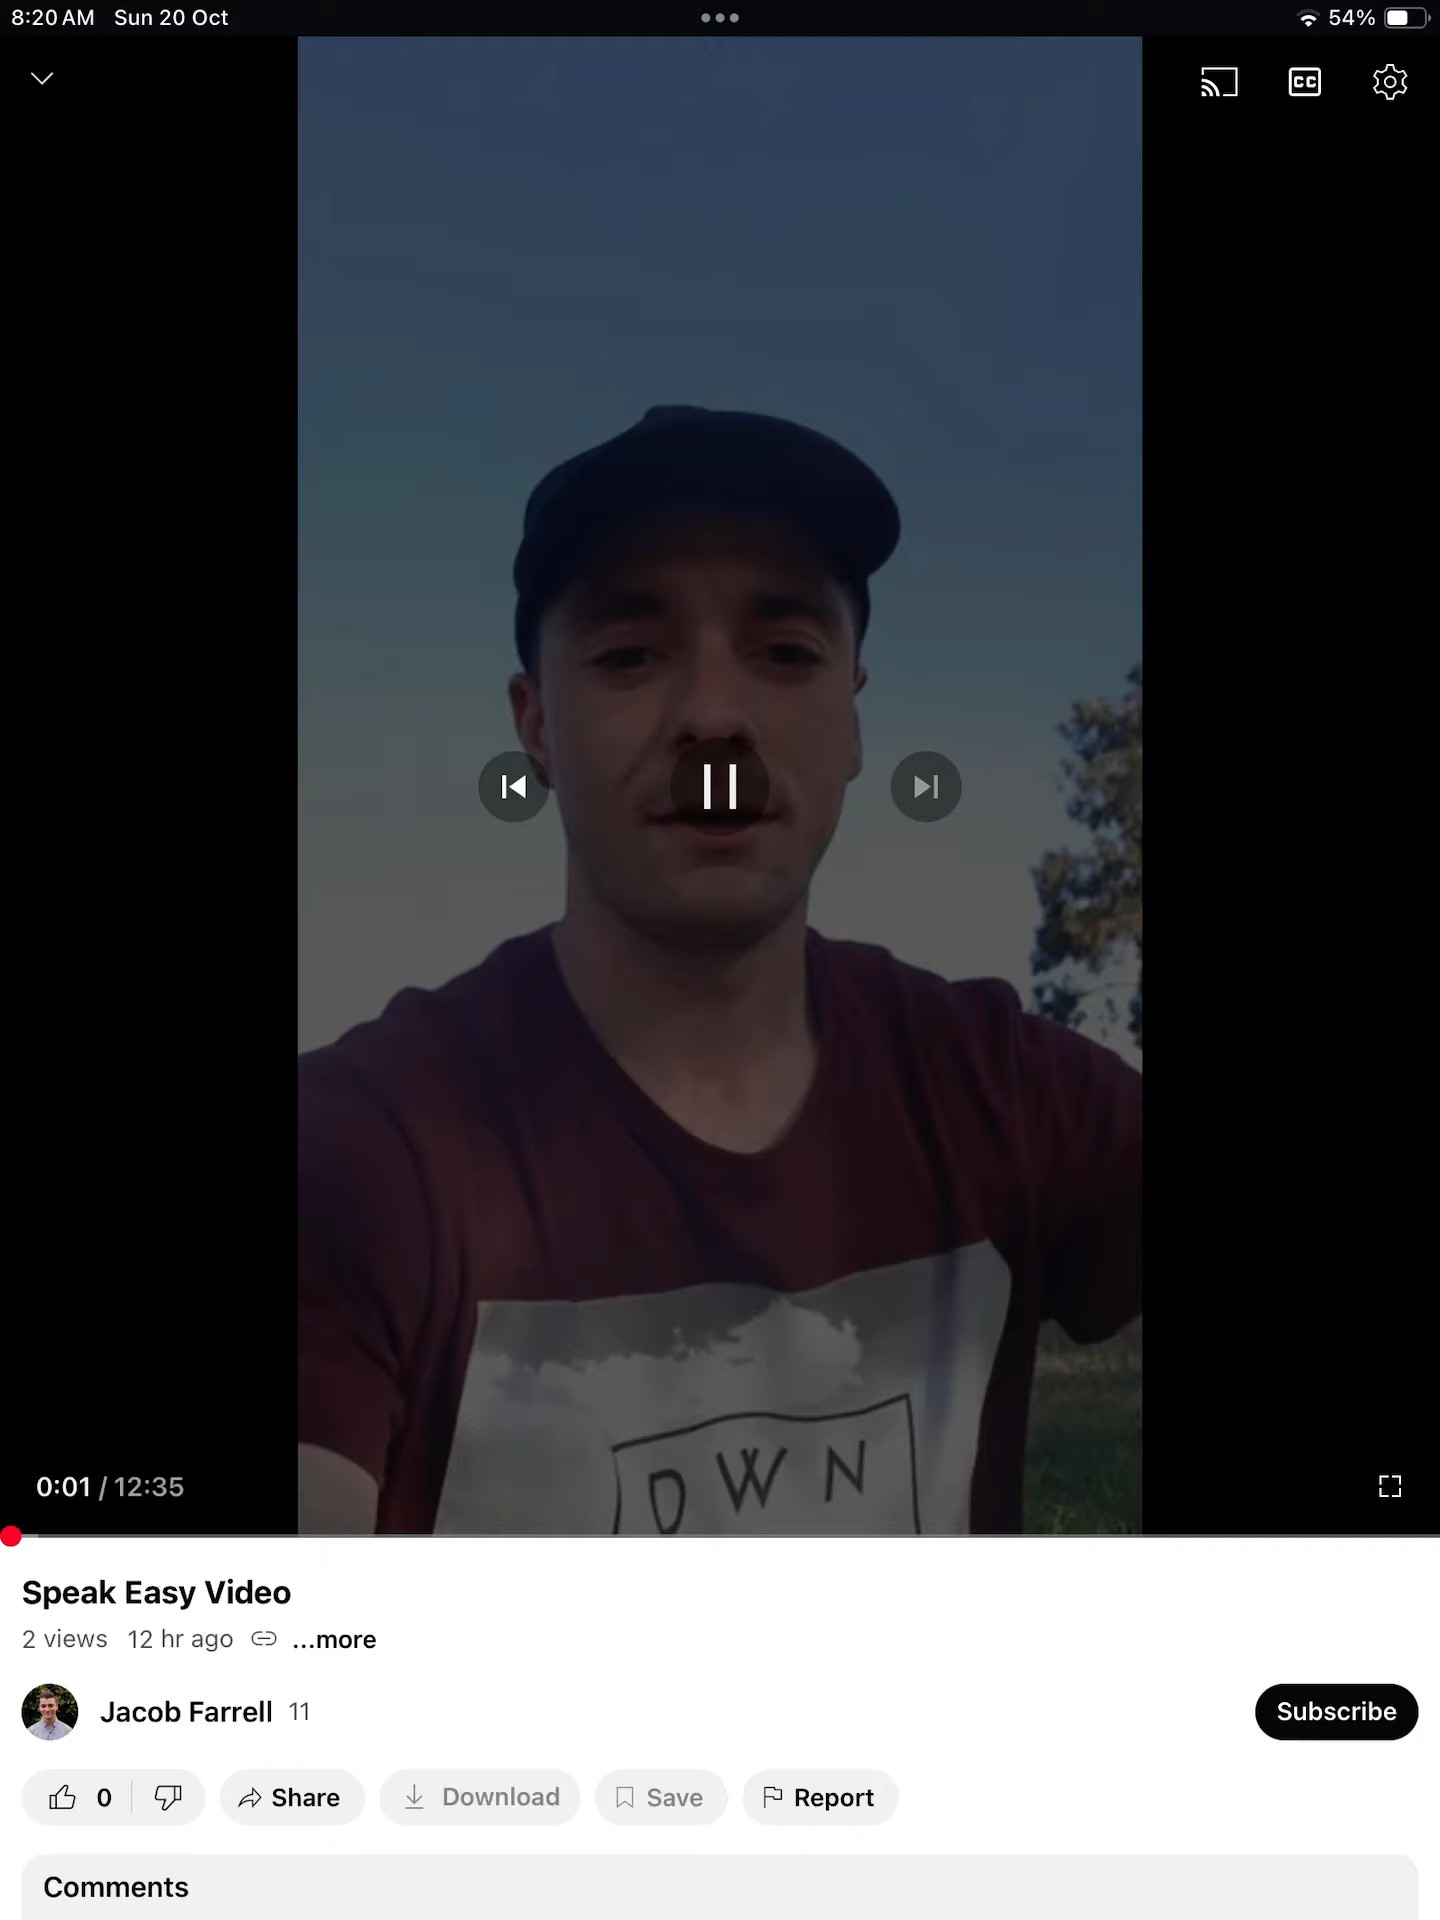 8:20 AM Sun 20 Oct
54%
CC
DWN
0:01 / 12:35
Speak Easy Video
2 views 12 hr ago ...more
Jacob Farrell 11
Subscribe
0 Share Download Save Report
Comments